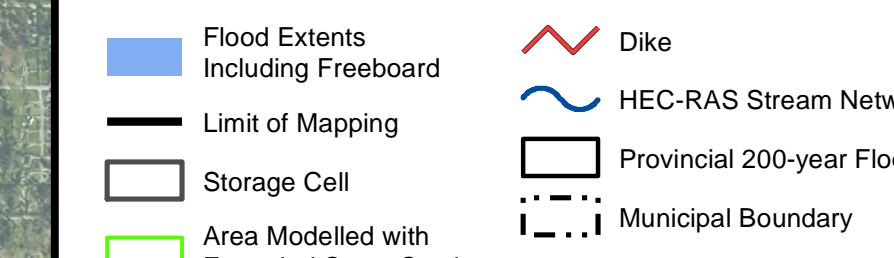 Flood Extents
Including Freeboard
Limit of Mapping
Storage Cell
Area Modelled with
Dike
HEC-RAS Stream
Provincial 200-year
Municipal Boundary